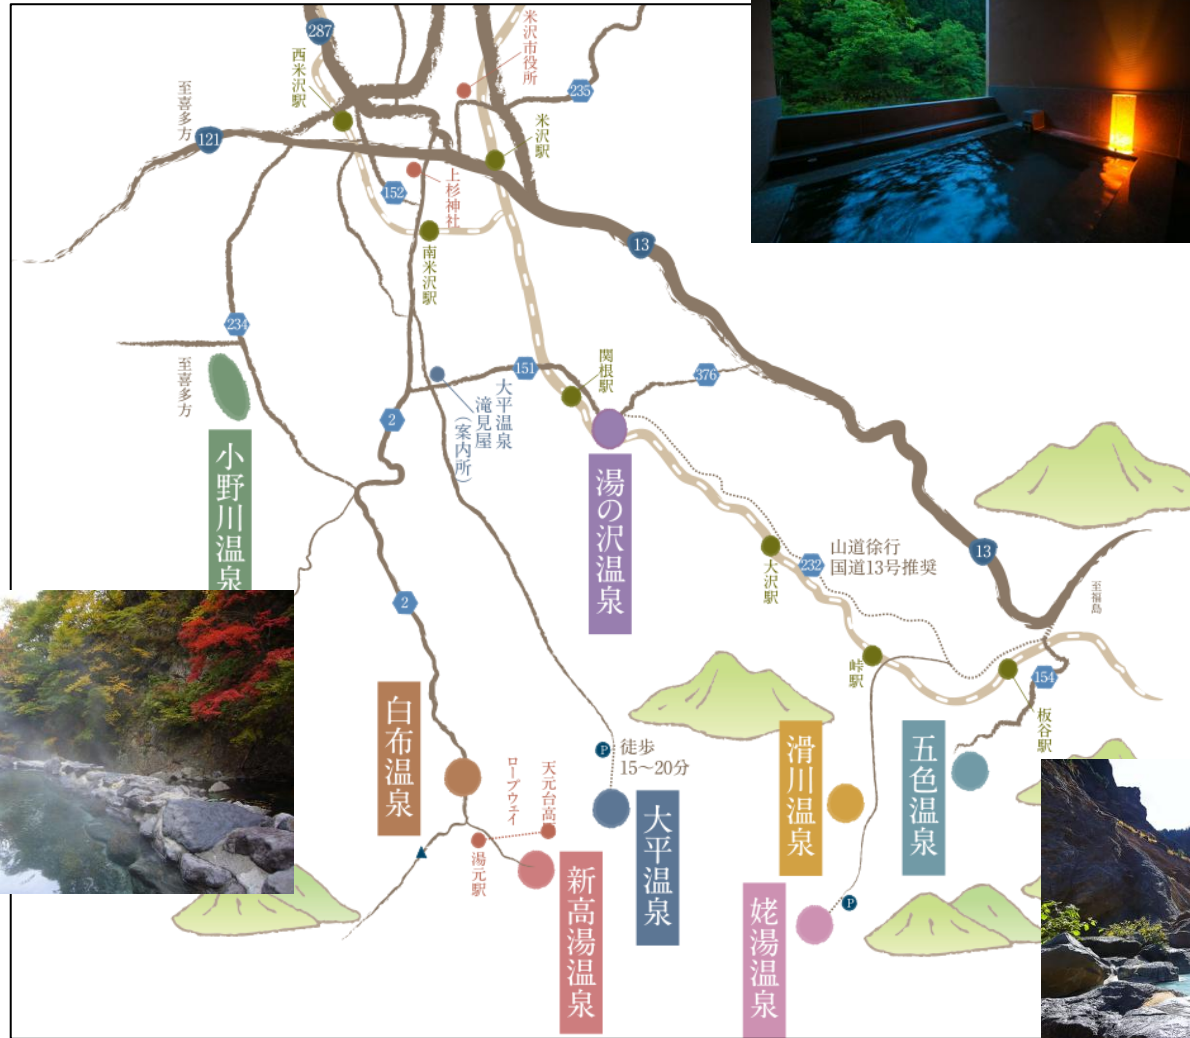 287
米沢市役所
西米沢駅
235
至喜多方
121
米沢駅
152
上杉神社
南米沢駅
13
234
至喜多方
151
関根駅
376
大平温泉
滝見屋
（案内所）
2
小野川温泉
湯の沢温泉
大沢駅
232
山道徐行
国道13号推奨
13
至福島
2
峠駅
154
板谷駅
白布温泉
P
徒歩
15〜20分
滑川温泉
五色温泉
天元台高
ロープウェイ
湯元駅
大平温泉
新高湯温泉
姥湯温泉
P